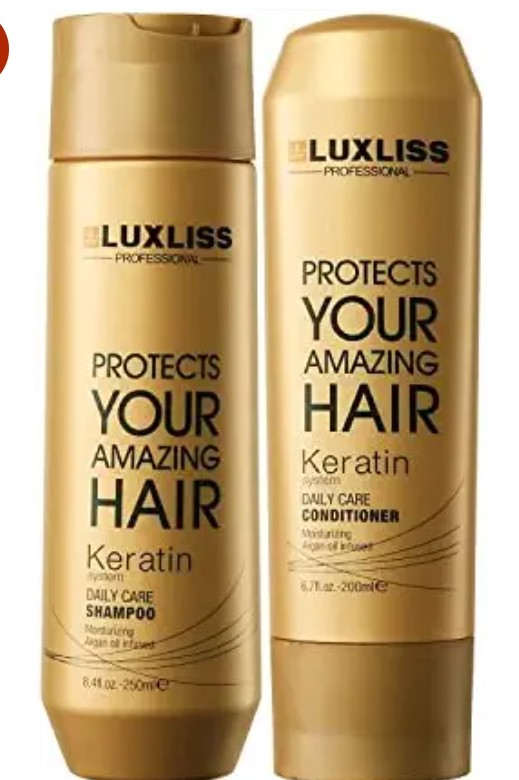 LUXLISS
PROFESSIONAL
PROTECTS
YOUR
AMAZING
HAIR
Keratin
system
DAILY CARE
SHAMPOO
Moisturizing
Argan oil infused
8.4fl.oz.-250ml℮
LUXLISS
PROFESSIONAL
PROTECTS
YOUR
AMAZING
HAIR
Keratin
system
DAILY CARE
CONDITIONER
Moisturizing
Argan oil infused
6.7fl.oz.-200ml℮